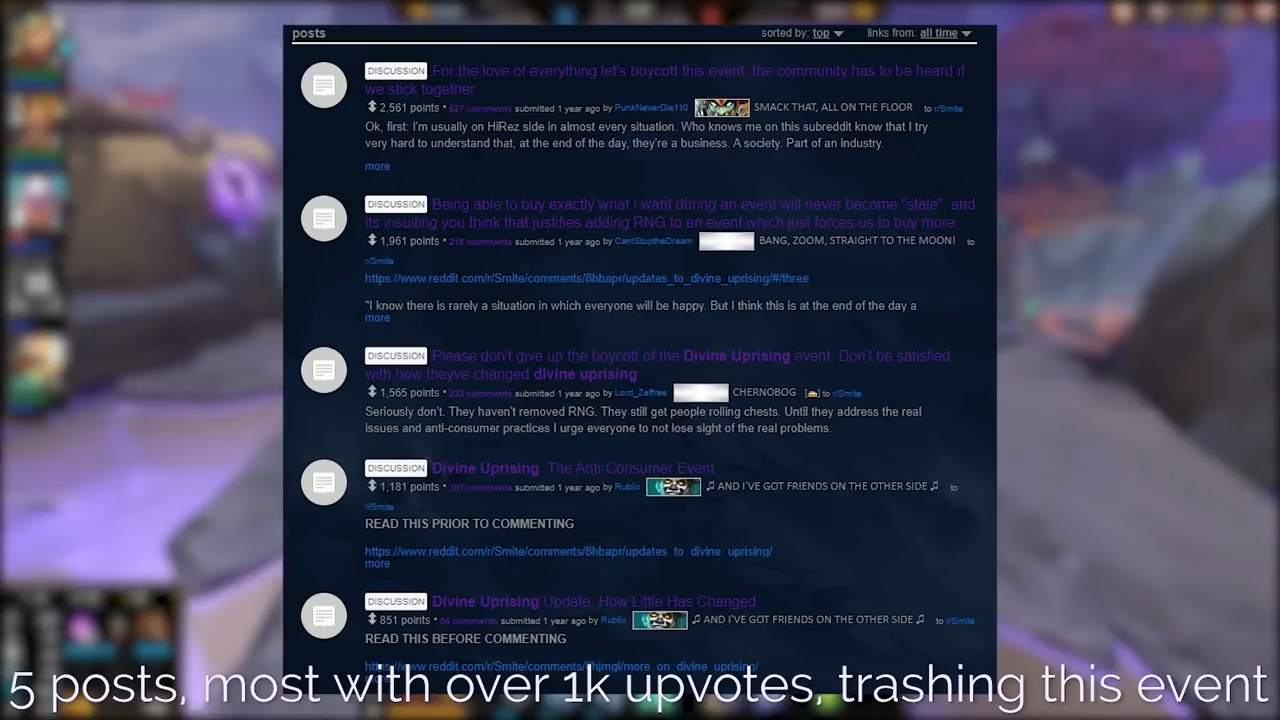 posts sorted by: top links from: all time
DISCUSSION For the love of everything let's boycott this event, the community has to be heard if
we stick together
2,561 points • 627 comments submitted 1 year ago by PunkNeverDie110 SMACK THAT, ALL ON THE FLOOR to r/Smite
Ok, first: I'm usually on HiRez side in almost every situation. Who knows me on this subreddit know that I try
very hard to understand that, at the end of the day, they're a business. A society. Part of an industry.
more
DISCUSSION Being able to buy exactly what i want during an event will never become "stale", and
its insulting you think that justifies adding RNG to an event which just forces us to buy more
1,961 points • 218 comments submitted 1 year ago by CantStoptheDream BANG, ZOOM, STRAIGHT TO THE MOON! to
r/Smite
https://www.reddit.com/r/Smite/comments/8hbapr/updates_to_divine_uprising/#/three
"I know there is rarely a situation in which everyone will be happy. But I think this is at the end of the day a
more
DISCUSSION Please don't give up the boycott of the Divine Uprising event. Don't be satisfied
with how theyve changed divine uprising.
1,565 points • 222 comments submitted 1 year ago by Lord_Zeffree CHERNOBOG to r/Smite
Seriously don't. They haven't removed RNG. They still get people rolling chests. Until they address the real
issues and anti-consumer practices I urge everyone to not lose sight of the real problems.
DISCUSSION Divine Uprising: The Anti-Consumer Event
1,181 points • comments submitted 1 year ago by Rublix ♫ AND I'VE GOT FRIENDS ON THE OTHER SIDE ♫ to
r/Smite
READ THIS PRIOR TO COMMENTING
https://www.reddit.com/r/Smite/comments/8hbapr/updates_to_divine_uprising/
more
DISCUSSION Divine Uprising Update: How Little Has Changed
851 points • 54 comments submitted 1 year ago by Rublix ♫ AND I'VE GOT FRIENDS ON THE OTHER SIDE ♫ to r/Smite
READ THIS BEFORE COMMENTING
5 posts, most with over 1k upvotes, trashing this event